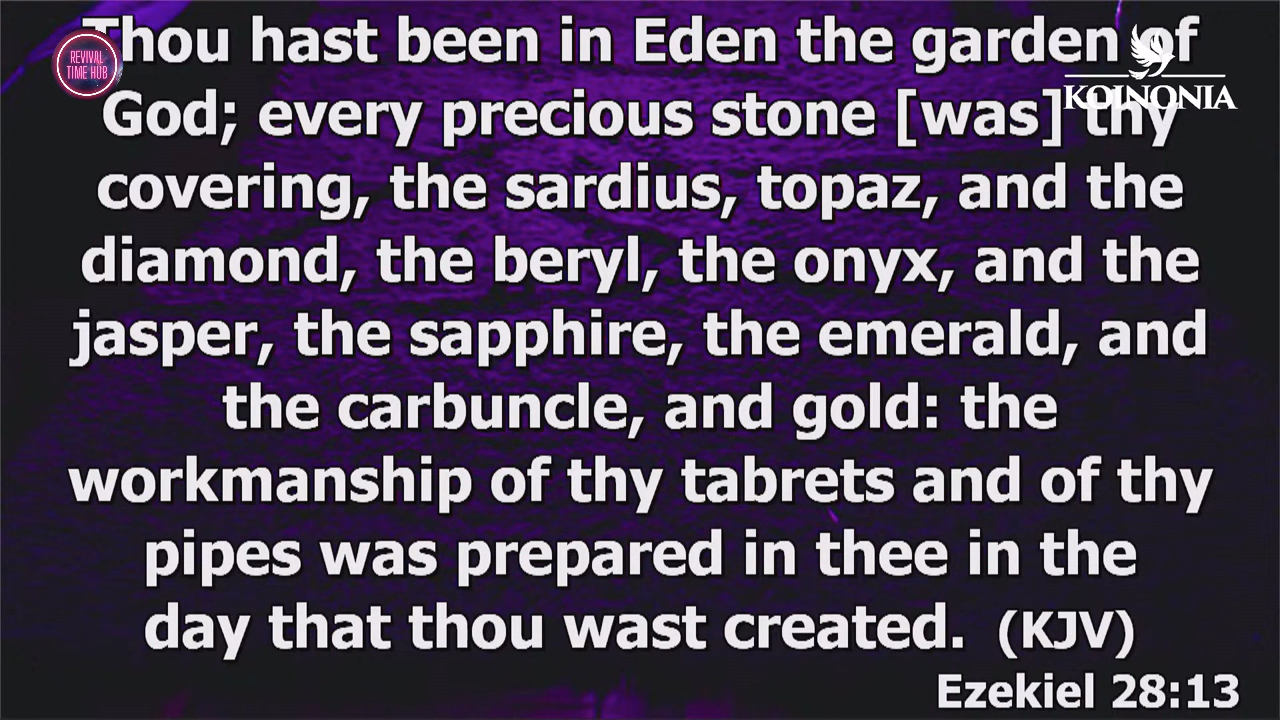 Thou hast been in Eden the garden of
God; every precious stone [was] thy
covering, the sardius, topaz, and the
diamond, the beryl, the onyx, and the
jasper, the sapphire, the emerald, and
the carbuncle, and gold: the
workmanship of thy tabrets and of thy
pipes was prepared in thee in the
day that thou wast created. (KJV)
Ezekiel 28:13
REVIVAL
TIME HUB
KOINONIA